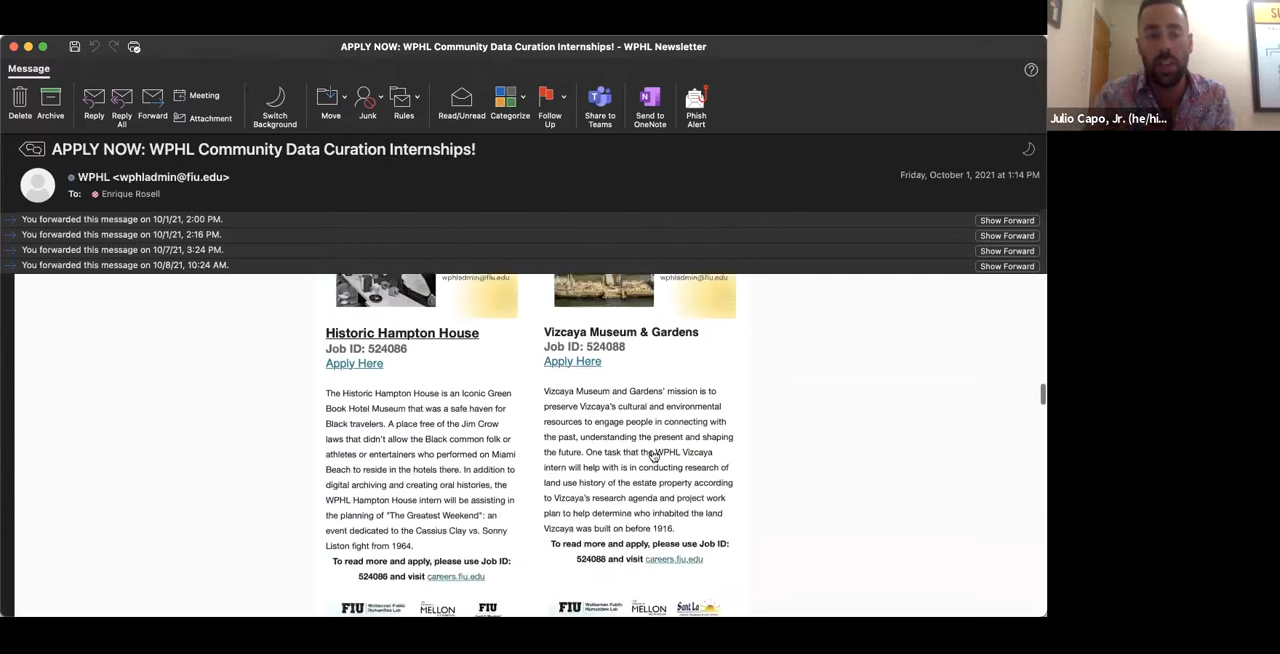 APPLY NOW: WPHL Community Data Curation Internships! - WPHL Newsletter
Message
Delete
Archive
Reply
Reply All
Forward
Meeting
Attachment
Switch Background
Move
Junk
Rules
Read/Unread
Categorize
Follow Up
Share to Teams
Send to OneNote
Phish Alert
APPLY NOW: WPHL Community Data Curation Internships!
WPHL <wphladmin@fiu.edu>
Friday, October 1, 2021 at 1:14 PM
To: Enrique Rosell
You forwarded this message on 10/1/21, 2:00 PM.
Show Forward
You forwarded this message on 10/1/21, 2:16 PM.
Show Forward
You forwarded this message on 10/7/21, 3:24 PM.
Show Forward
You forwarded this message on 10/8/21, 10:24 AM.
Show Forward
wphladmin@fiu.edu
Historic Hampton House
Job ID: 524086
Apply Here
The Historic Hampton House is an Iconic Green
Book Hotel Museum that was a safe haven for
Black travelers. A place free of the Jim Crow
laws that didn't allow the Black common folk or
athletes or entertainers who performed on Miami
Beach to reside in the hotels there. In addition to
digital archiving and creating oral histories, the
WPHL Hampton House intern will be assisting in
the planning of "The Greatest Weekend": an
event dedicated to the Cassius Clay vs. Sonny
Liston fight from 1964.
To read more and apply, please use Job ID:
524086 and visit careers.fiu.edu
FIU
MELLON
FIU
wphladmin@fiu.edu
Vizcaya Museum & Gardens
Job ID: 524088
Apply Here
Vizcaya Museum and Gardens' mission is to
preserve Vizcaya's cultural and environmental
resources to engage people in connecting with
the past, understanding the present and shaping
the future. One task that the WPHL Vizcaya
intern will help with is in conducting research of
land use history of the estate property according
to Vizcaya's research agenda and project work
plan to help determine who inhabited the land
Vizcaya was built on before 1916.
To read more and apply, please use Job ID:
524088 and visit careers.fiu.edu
FIU
MELLON
Sant La
Julio Capo, Jr. (he/hi...